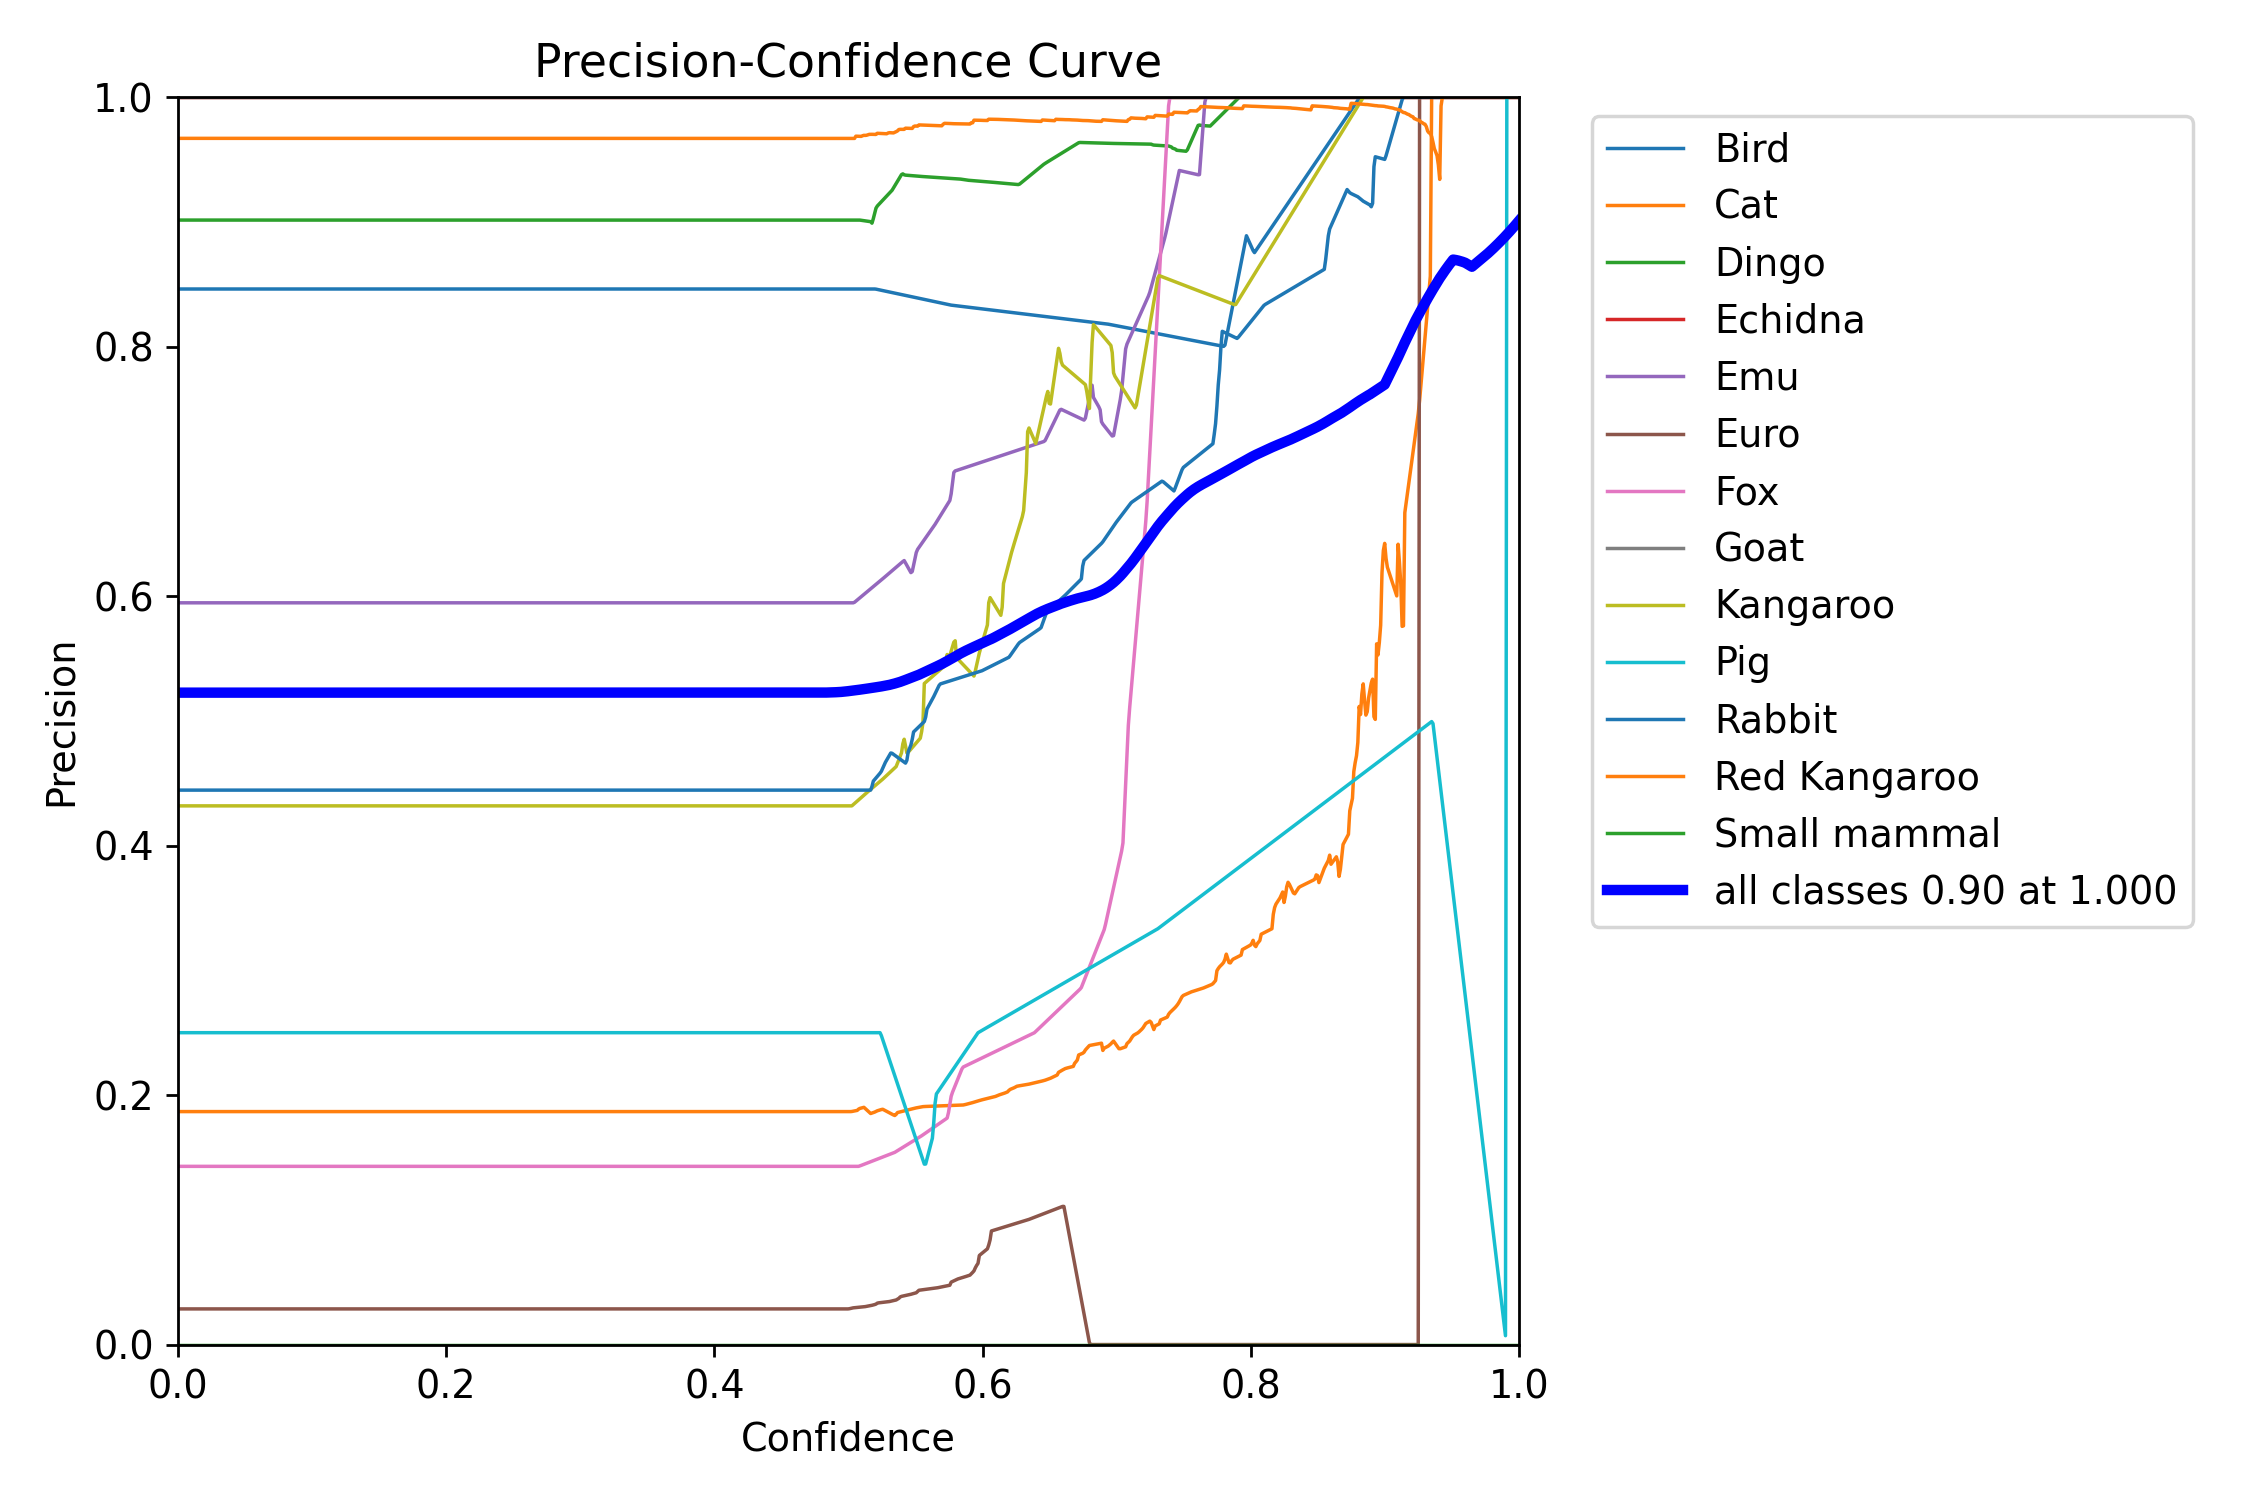 Precision-Confidence Curve
1.0
0.8
0.6
0.4
0.2
0.0
Precision
0.0 0.2 0.4 0.6 0.8 1.0
Confidence
Bird
Cat
Dingo
Echidna
Emu
Euro
Fox
Goat
Kangaroo
Pig
Rabbit
Red Kangaroo
Small mammal
all classes 0.90 at 1.000